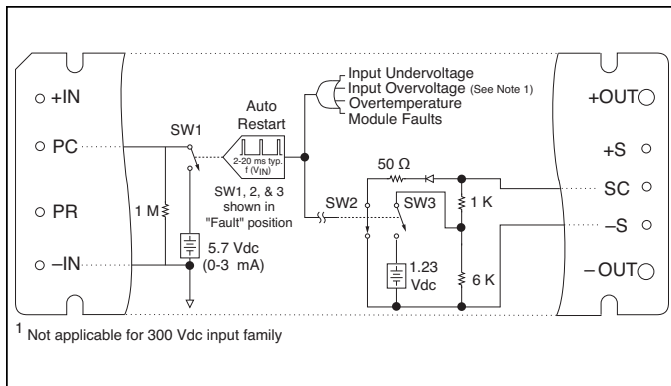 +IN
PC
PR
−IN
1 M
SW1
5.7 Vdc
(0-3 mA)
Auto
Restart
2-20 ms typ.
f (VIN)
SW1, 2, & 3
shown in
"Fault" position
Input Undervoltage
Input Overvoltage (See Note 1)
Overtemperature
Module Faults
50 Ω
SW2
SW3
1 K
1.23
Vdc
6 K
+OUT
+S
SC
−S
−OUT
1 Not applicable for 300 Vdc input family